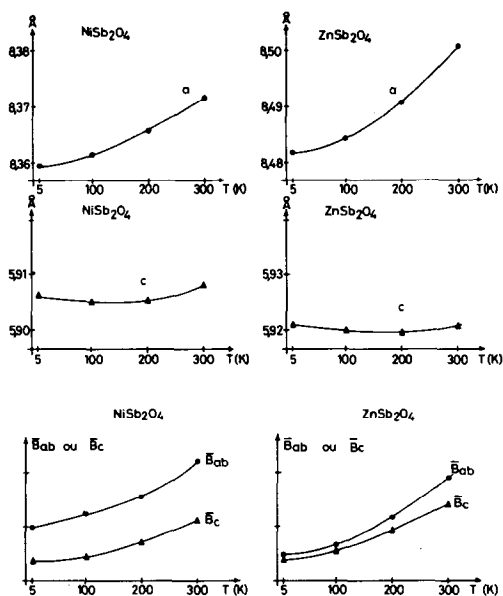 Å
NiSb₂O₄
8,38
8,37
8,36
a
5 100 200 300 T (K)
Å
ZnSb₂O₄
8,50
8,49
8,48
a
5 100 200 300 T (K)
Å
NiSb₂O₄
5,91
5,90
c
5 100 200 300 T (K)
Å
ZnSb₂O₄
5,93
5,92
c
5 100 200 300 T (K)
NiSb₂O₄
B̅ab ou B̅c
B̅ab
B̅c
5 100 200 300 T (K)
ZnSb₂O₄
B̅ab ou B̅c
B̅ab
B̅c
5 100 200 300 T (K)